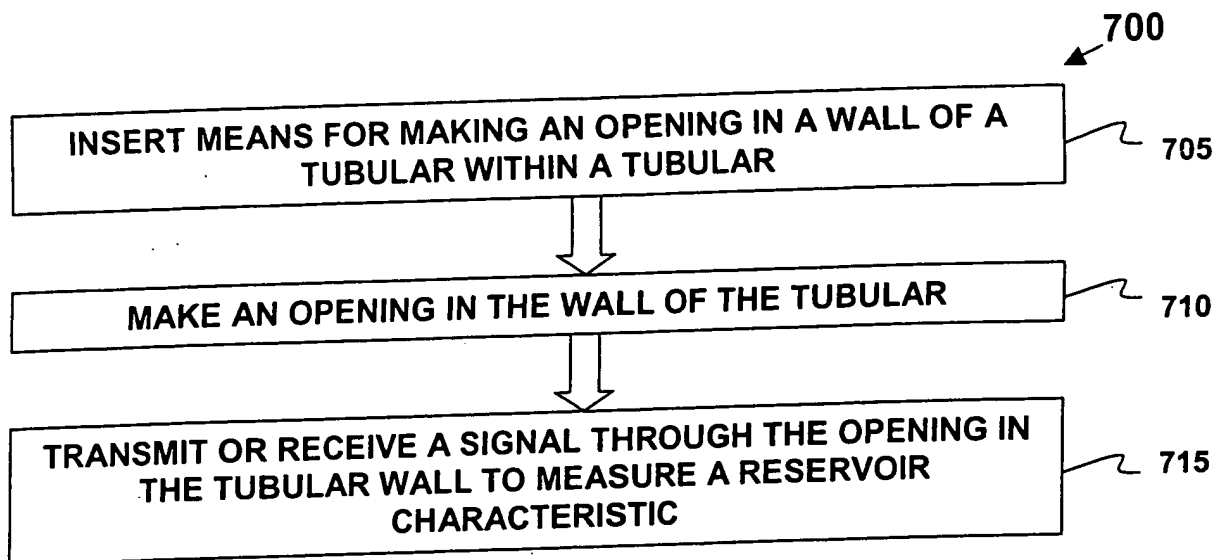 700
INSERT MEANS FOR MAKING AN OPENING IN A WALL OF A
TUBULAR WITHIN A TUBULAR
705
MAKE AN OPENING IN THE WALL OF THE TUBULAR
710
TRANSMIT OR RECEIVE A SIGNAL THROUGH THE OPENING IN
THE TUBULAR WALL TO MEASURE A RESERVOIR
CHARACTERISTIC
715